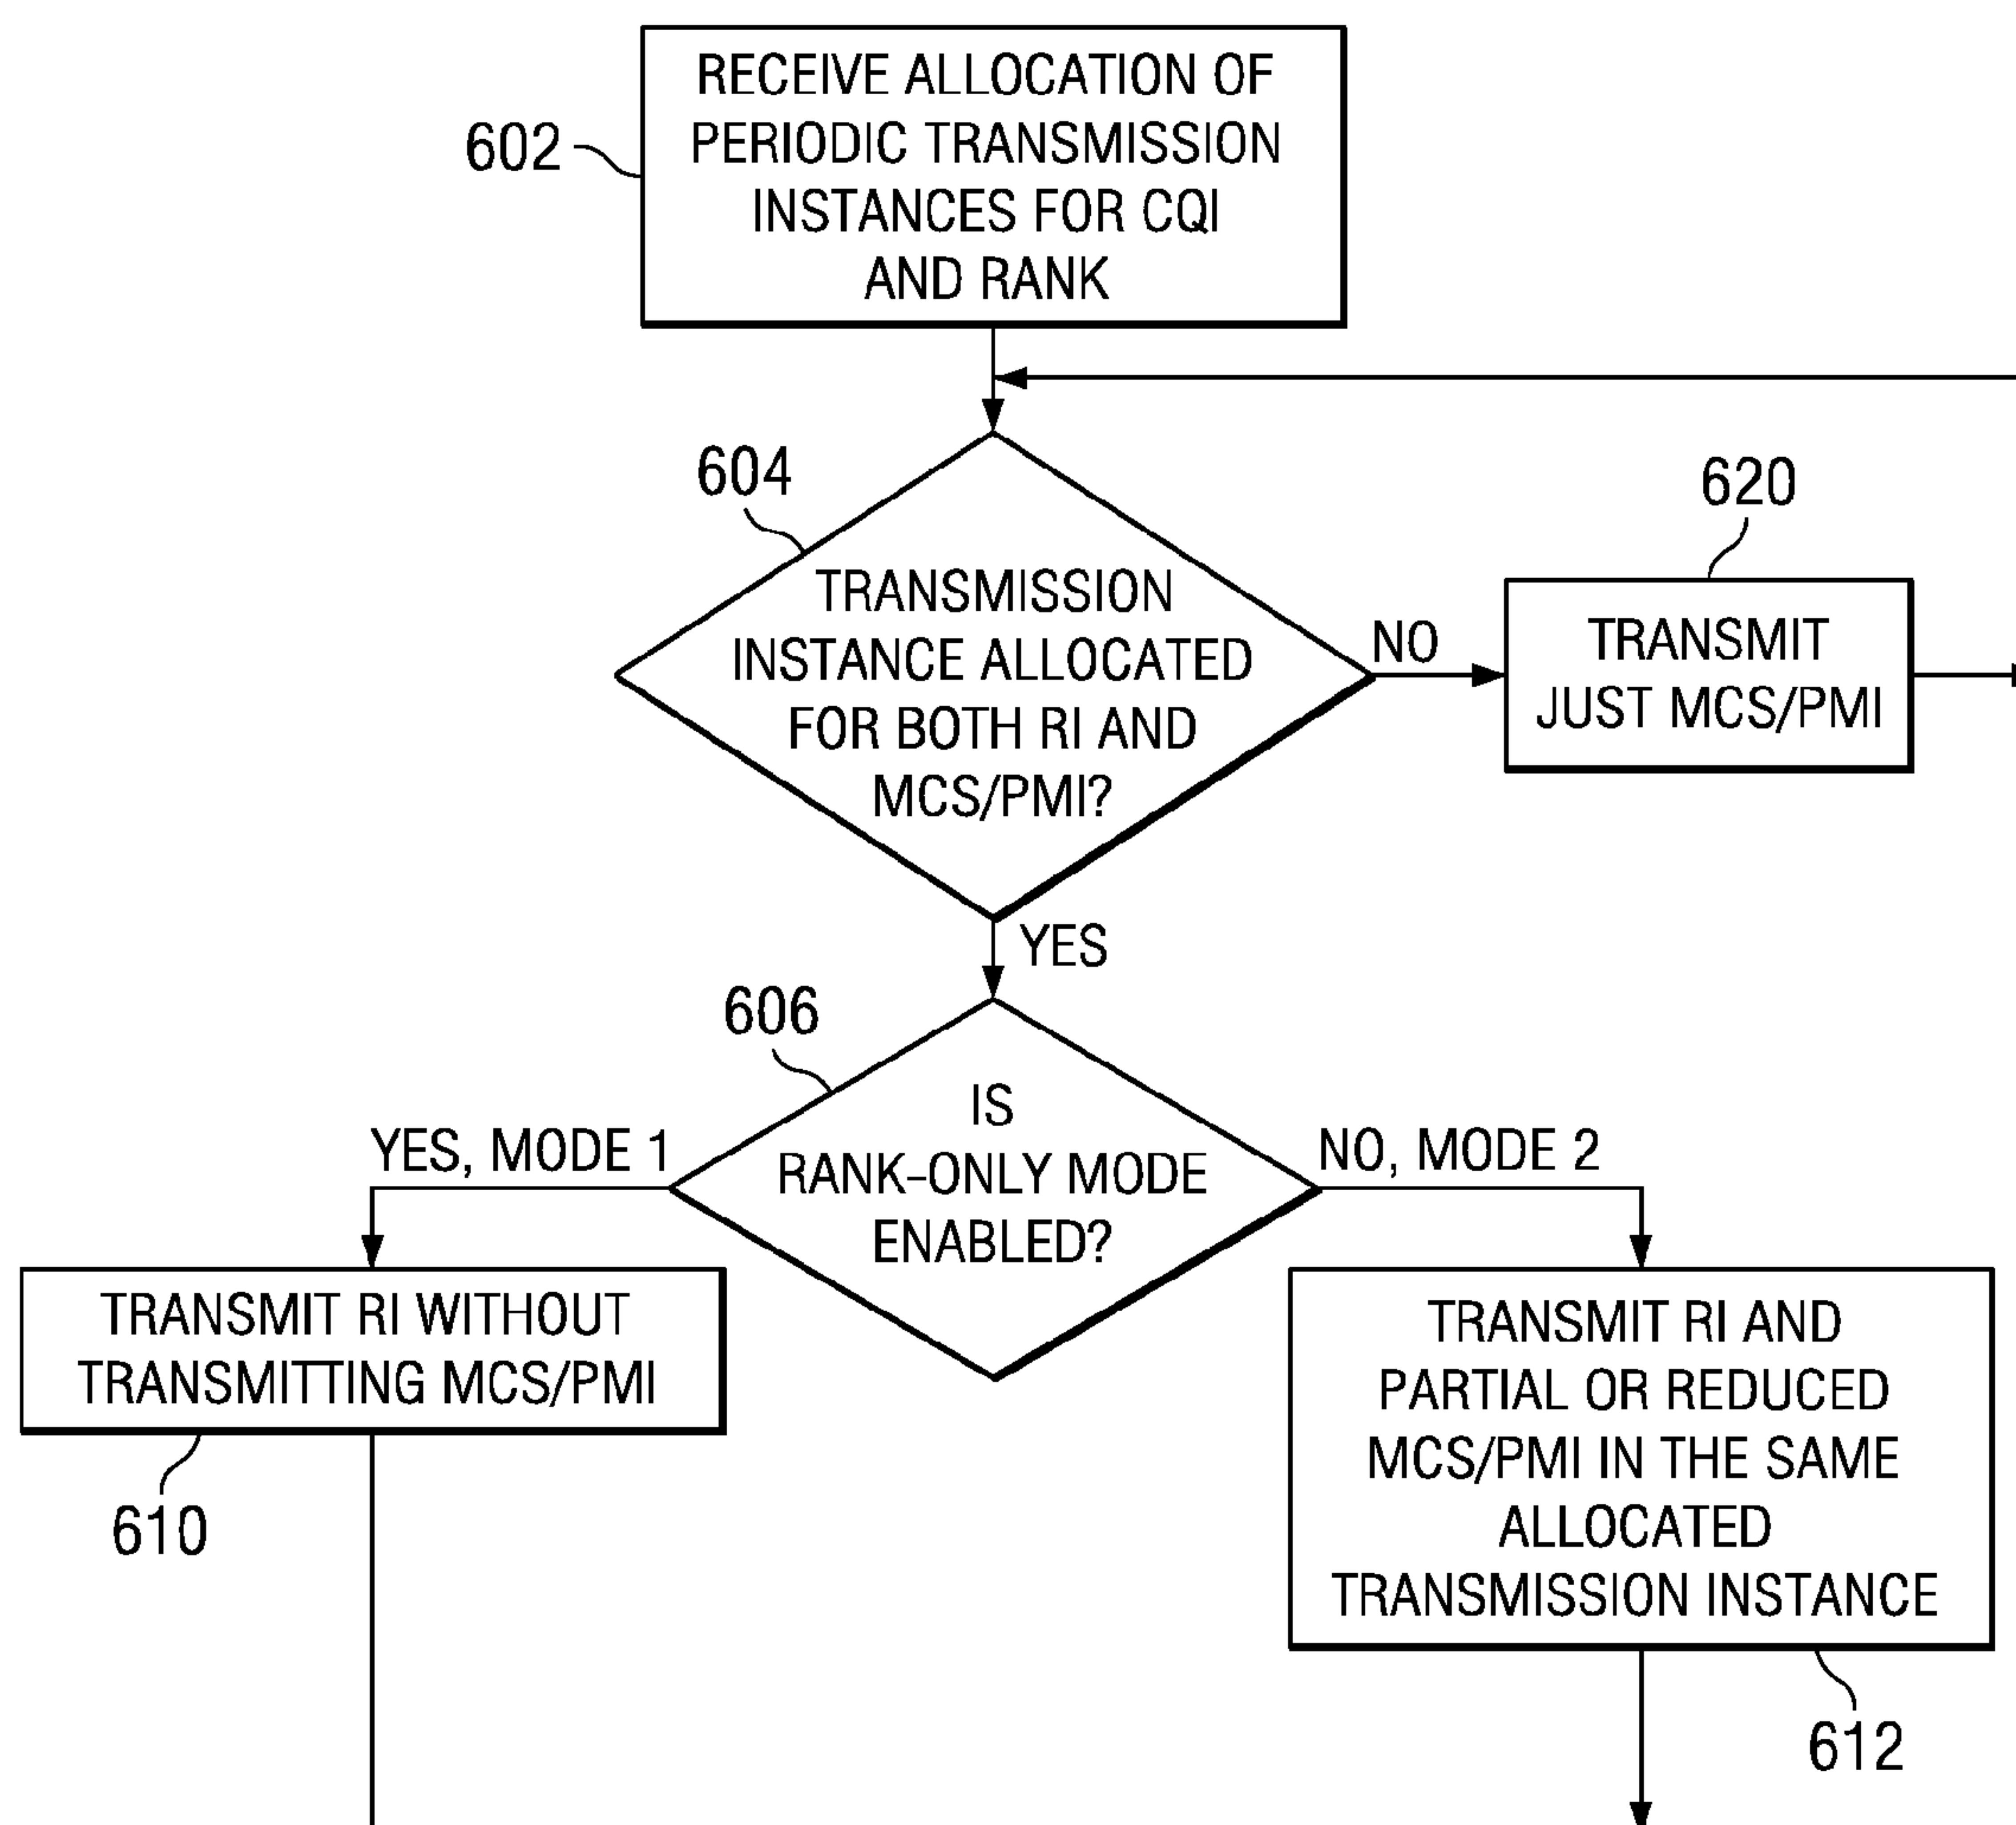 RECEIVE ALLOCATION OF
PERIODIC TRANSMISSION
INSTANCES FOR CQI
AND RANK
602
604
TRANSMISSION
INSTANCE ALLOCATED
FOR BOTH RI AND
MCS/PMI?
NO
620
TRANSMIT
JUST MCS/PMI
YES
606
IS
RANK-ONLY MODE
ENABLED?
YES, MODE 1
NO, MODE 2
TRANSMIT RI WITHOUT
TRANSMITTING MCS/PMI
610
TRANSMIT RI AND
PARTIAL OR REDUCED
MCS/PMI IN THE SAME
ALLOCATED
TRANSMISSION INSTANCE
612